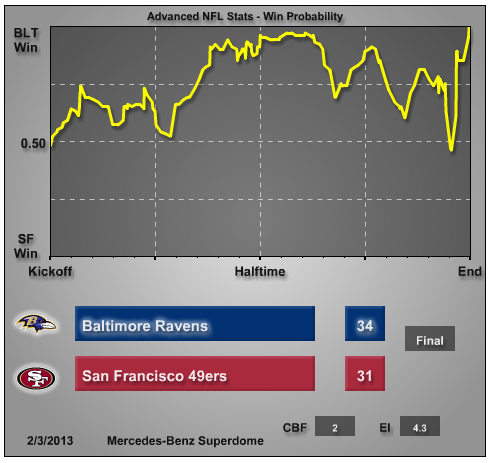 Advanced NFL Stats - Win Probability
BLT
Win
0.50
SF
Win
Kickoff Halftime End
Baltimore Ravens 34
Final
San Francisco 49ers 31
SF
CBF 2 EI 4.3
2/3/2013 Mercedes-Benz Superdome